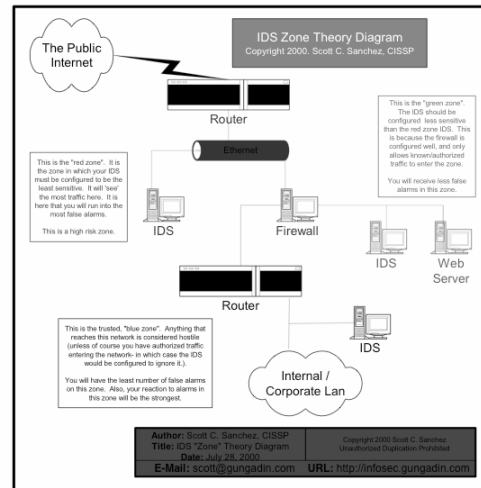 IDS Zone Theory Diagram
Copyright 2000. Scott C. Sanchez, CISSP
The Public
Internet
Router
Ethernet
This is the "green zone".
The IDS should be
configured less sensitive
than the red zone IDS. This
is because the firewall is
configured well, and only
allows known/authorized
traffic to enter the zone.
You will receive less false
alarms in this zone.
This is the "red zone". It is
the zone in which your IDS
must be configured to be the
least sensitive. It will 'see'
the most traffic here. It is
here that you will run into the
most false alarms.
This is a high risk zone.
IDS
Firewall
IDS
Web
Server
Router
This is the trusted, "blue zone". Anything that
reaches this network is considered hostile
(unless of course you have authorized traffic
entering the network- in which case the IDS
would be configured to ignore it.).
You will have the least number of false alarms
on this zone. Also, your reaction to alarms in
this zone will be the strongest.
IDS
Internal /
Corporate Lan
Author: Scott C. Sanchez, CISSP
Title: IDS "Zone" Theory Diagram
Date: July 28, 2000
Copyright 2000 Scott C. Sanchez
Unauthorized Duplication Prohibited
E-Mail: scott@gungadin.com URL: http://infosec.gungadin.com